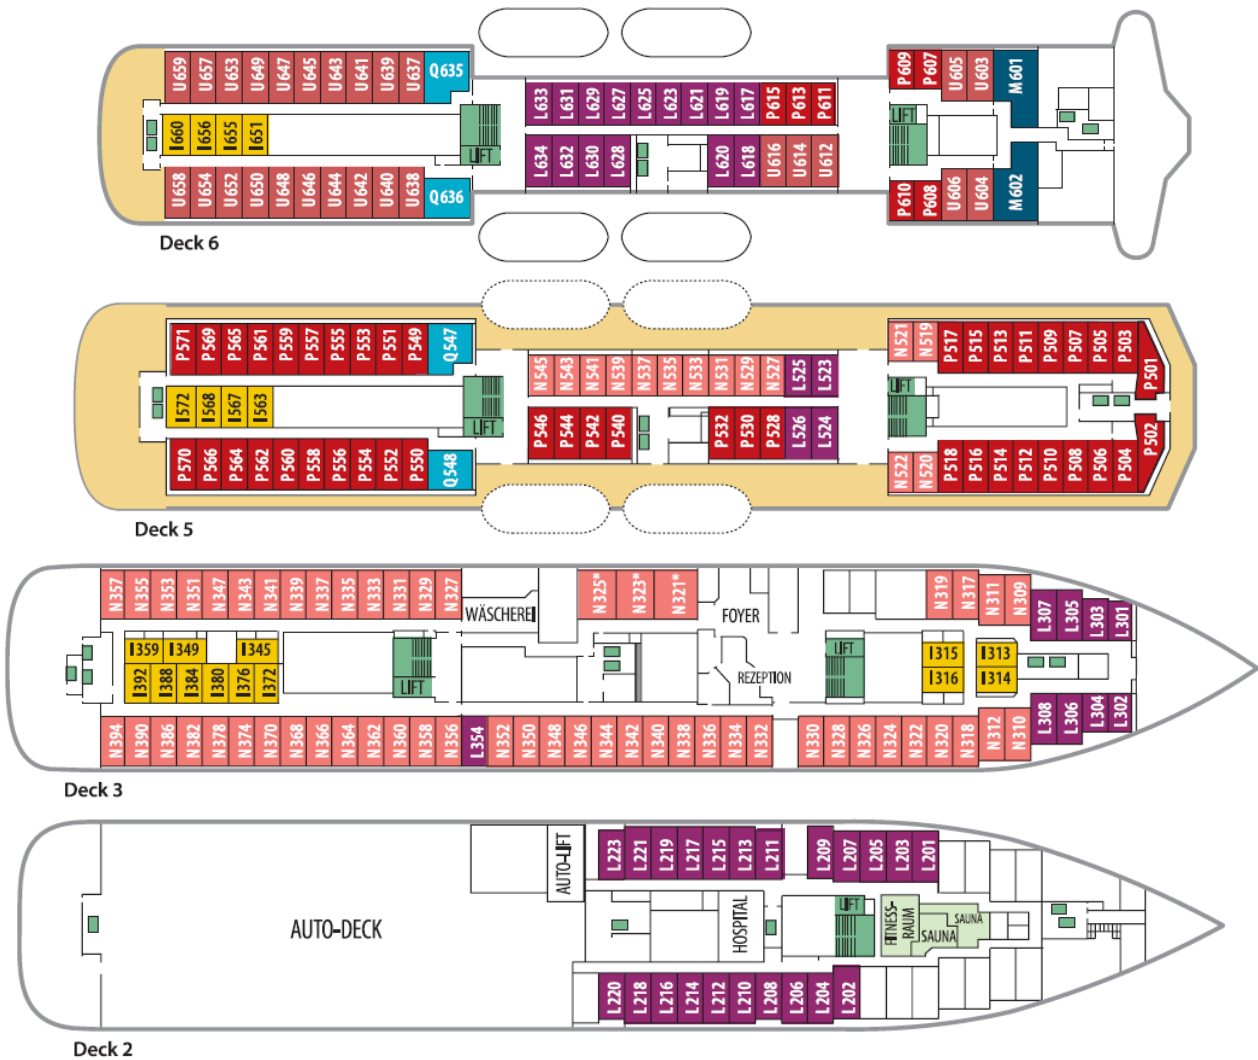 U659 U657 U653 U649 U647 U645 U643 U641 U639 U637 Q635
P609 P607 U605 U603 M601
L633 L631 L629 L627 L625 L623 L621 L619 L617 P615 P613 P611
I660 I656 I655 I651
LIFT
LIFT
L634 L632 L630 L628 L620 L618 U616 U614 U612
U658 U654 U652 U650 U648 U646 U644 U642 U640 U638 Q636
P610 P608 U606 U604 M602
Deck 6
P571 P569 P565 P561 P559 P557 P555 P553 P551 P549 Q547
N521 N519 P517 P515 P513 P511 P509 P507 P505 P503 P501
N545 N543 N541 N539 N537 N535 N533 N531 N529 N527 L525 L523
I572 I568 I567 I563
LIFT
LIFT
P546 P544 P542 P540 P532 P530 P528 L526 L524
P570 P566 P564 P562 P560 P558 P556 P554 P552 P550 Q548
N522 N520 P518 P516 P514 P512 P510 P508 P506 P504 P502
Deck 5
N357 N355 N353 N351 N347 N343 N341 N339 N337 N335 N333 N331 N329 N327
WÄSCHEREI
N325* N323* N321*
FOYER
N319 N317 N311 N309 L307 L305 L303 L301
I359 I349 I345
LIFT
I315 I313
I392 I388 I384 I380 I376 I372
LIFT
REZEPTION
I316 I314
N394 N390 N386 N382 N378 N374 N370 N368 N366 N364 N362 N360 N358 N356 L354 N352 N350 N348 N346 N344 N342 N340 N338 N336 N334 N332
N330 N328 N326 N324 N322 N320 N318 N312 N310 L308 L306 L304 L302
Deck 3
AUTO-LIFT
L223 L221 L219 L217 L215 L213 L211 L209 L207 L205 L203 L201
AUTO-DECK
HOSPITAL
LIFT
FITNESS-
RAUM
SAUNA
SAUNA
L220 L218 L216 L214 L212 L210 L208 L206 L204 L202
Deck 2